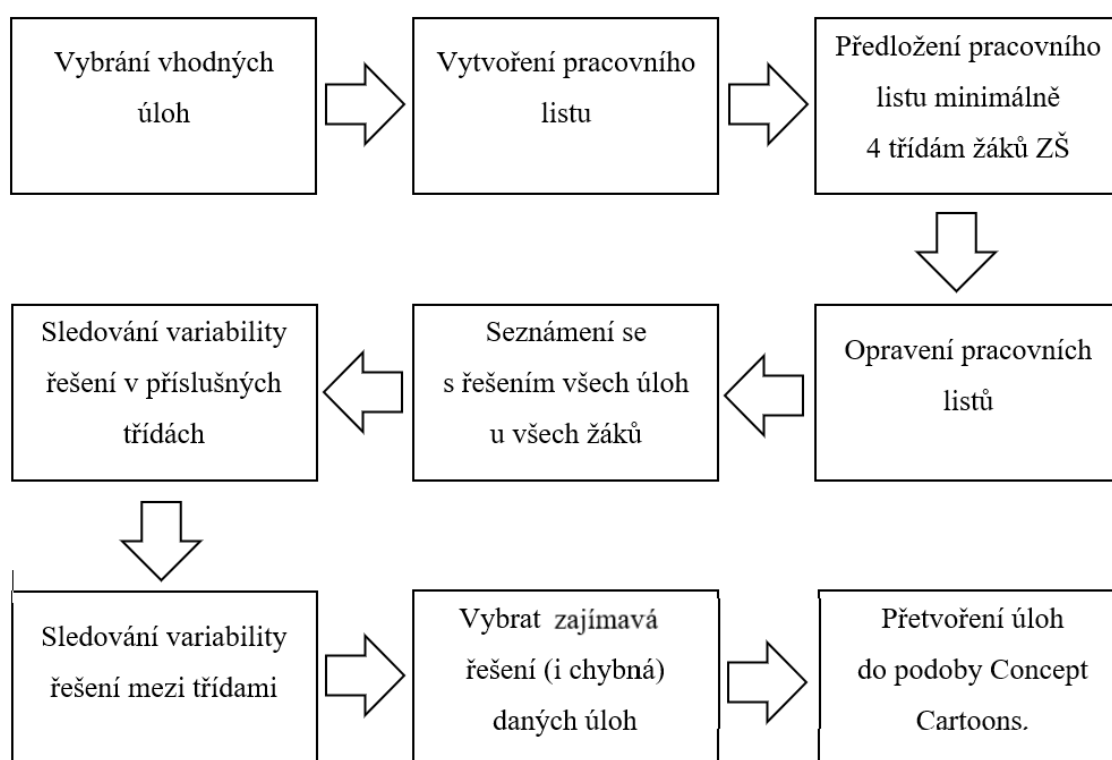 Vybrání vhodných
úloh
Vytvoření pracovního
listu
Předložení pracovního
listu minimálně
4 třídám žáků ZŠ
Opravení pracovních
listů
Seznámení se
s řešením všech úloh
u všech žáků
Sledování variability
řešení v příslušných
třídách
Sledování variability
řešení mezi třídami
Vybrat zajímavá
řešení (i chybná)
daných úloh
Přetvoření úloh
do podoby Concept
Cartoons.